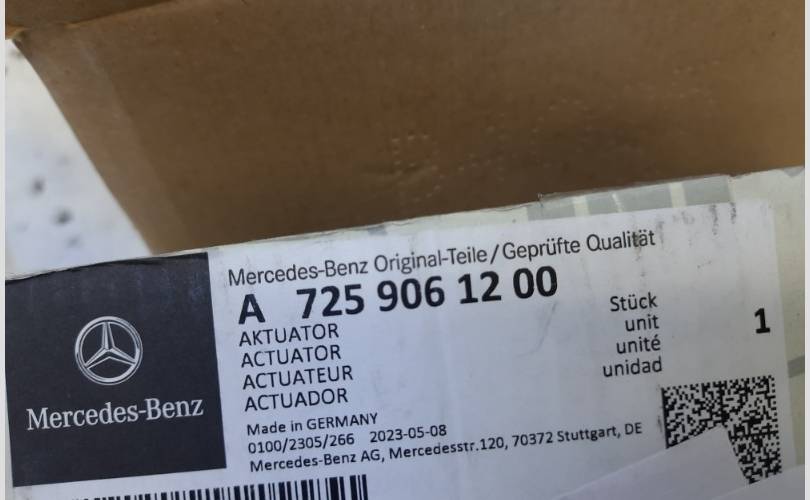 Mercedes-Benz Original-Teile/Geprüfte Qualität
A 725 906 12 00
AKTUATOR
ACTUATOR
ACTUATEUR
ACTUADOR
Stück
unit
unité
unidad
1
Made in GERMANY
0100/2305/266 2023-05-08
Mercedes-Benz AG, Mercedesstr.120, 70372 Stuttgart, DE
Mercedes-Benz